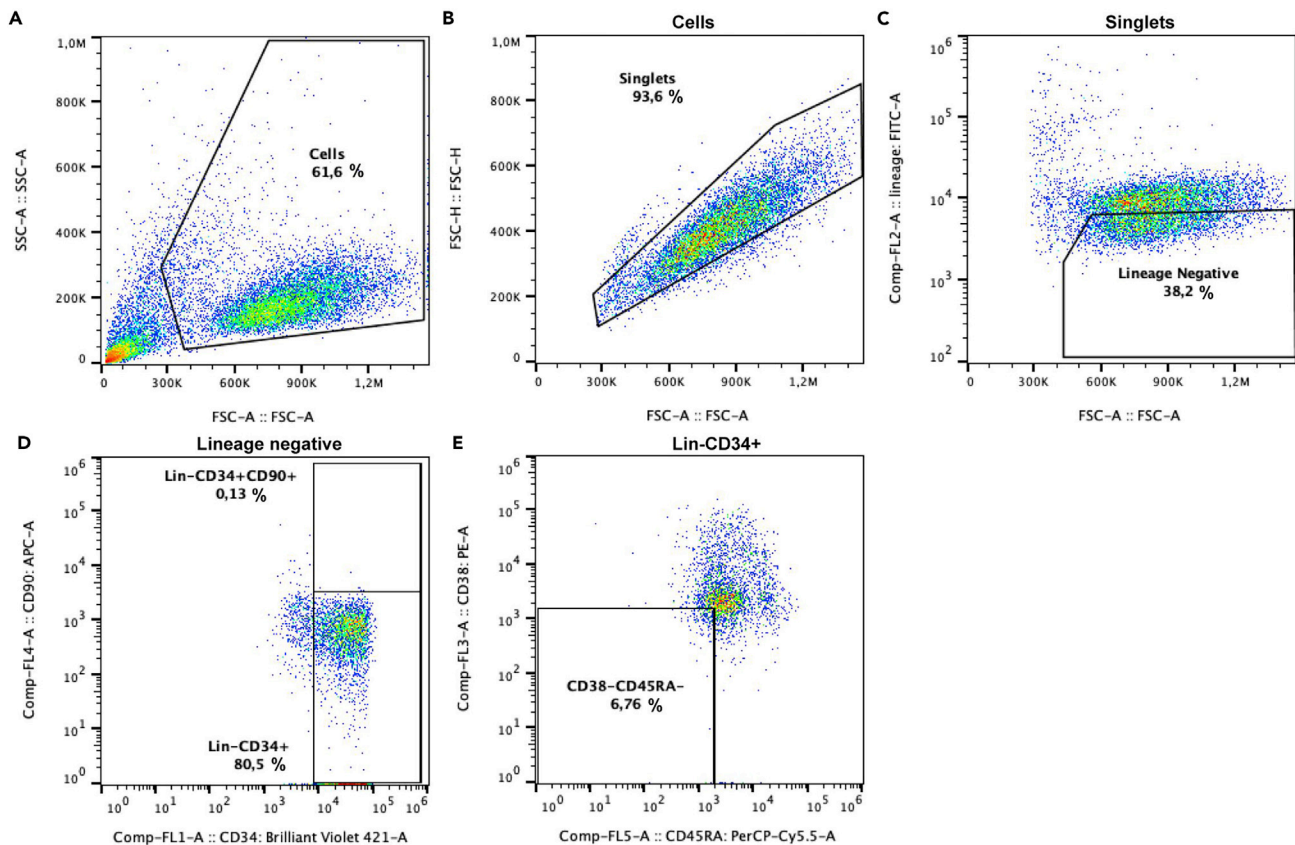 A
1,0M
800K
600K
400K
200K
0
SSC-A :: SSC-A
Cells
61,6 %
0
300K
600K
900K
1,2M
FSC-A :: FSC-A
B
Cells
1,0M
800K
600K
400K
200K
0
FSC-H :: FSC-H
Singlets
93,6 %
0
300K
600K
900K
1,2M
FSC-A :: FSC-A
C
Singlets
10^6
10^5
10^4
10^3
10^2
Comp-FL2-A :: lineage: FITC-A
Lineage Negative
38,2 %
0
300K
600K
900K
1,2M
FSC-A :: FSC-A
D
Lineage negative
10^6
10^5
10^4
10^3
10^2
10^1
10^0
Comp-FL4-A :: CD90: APC-A
Lin-CD34+CD90+
0,13 %
Lin-CD34+
80,5 %
10^0
10^1
10^2
10^3
10^4
10^5
10^6
Comp-FL1-A :: CD34: Brilliant Violet 421-A
E
Lin-CD34+
10^6
10^5
10^4
10^3
10^2
10^1
10^0
Comp-FL3-A :: CD38: PE-A
CD38-CD45RA-
6,76 %
10^0
10^1
10^2
10^3
10^4
10^5
10^6
Comp-FL5-A :: CD45RA: PerCP-Cy5.5-A